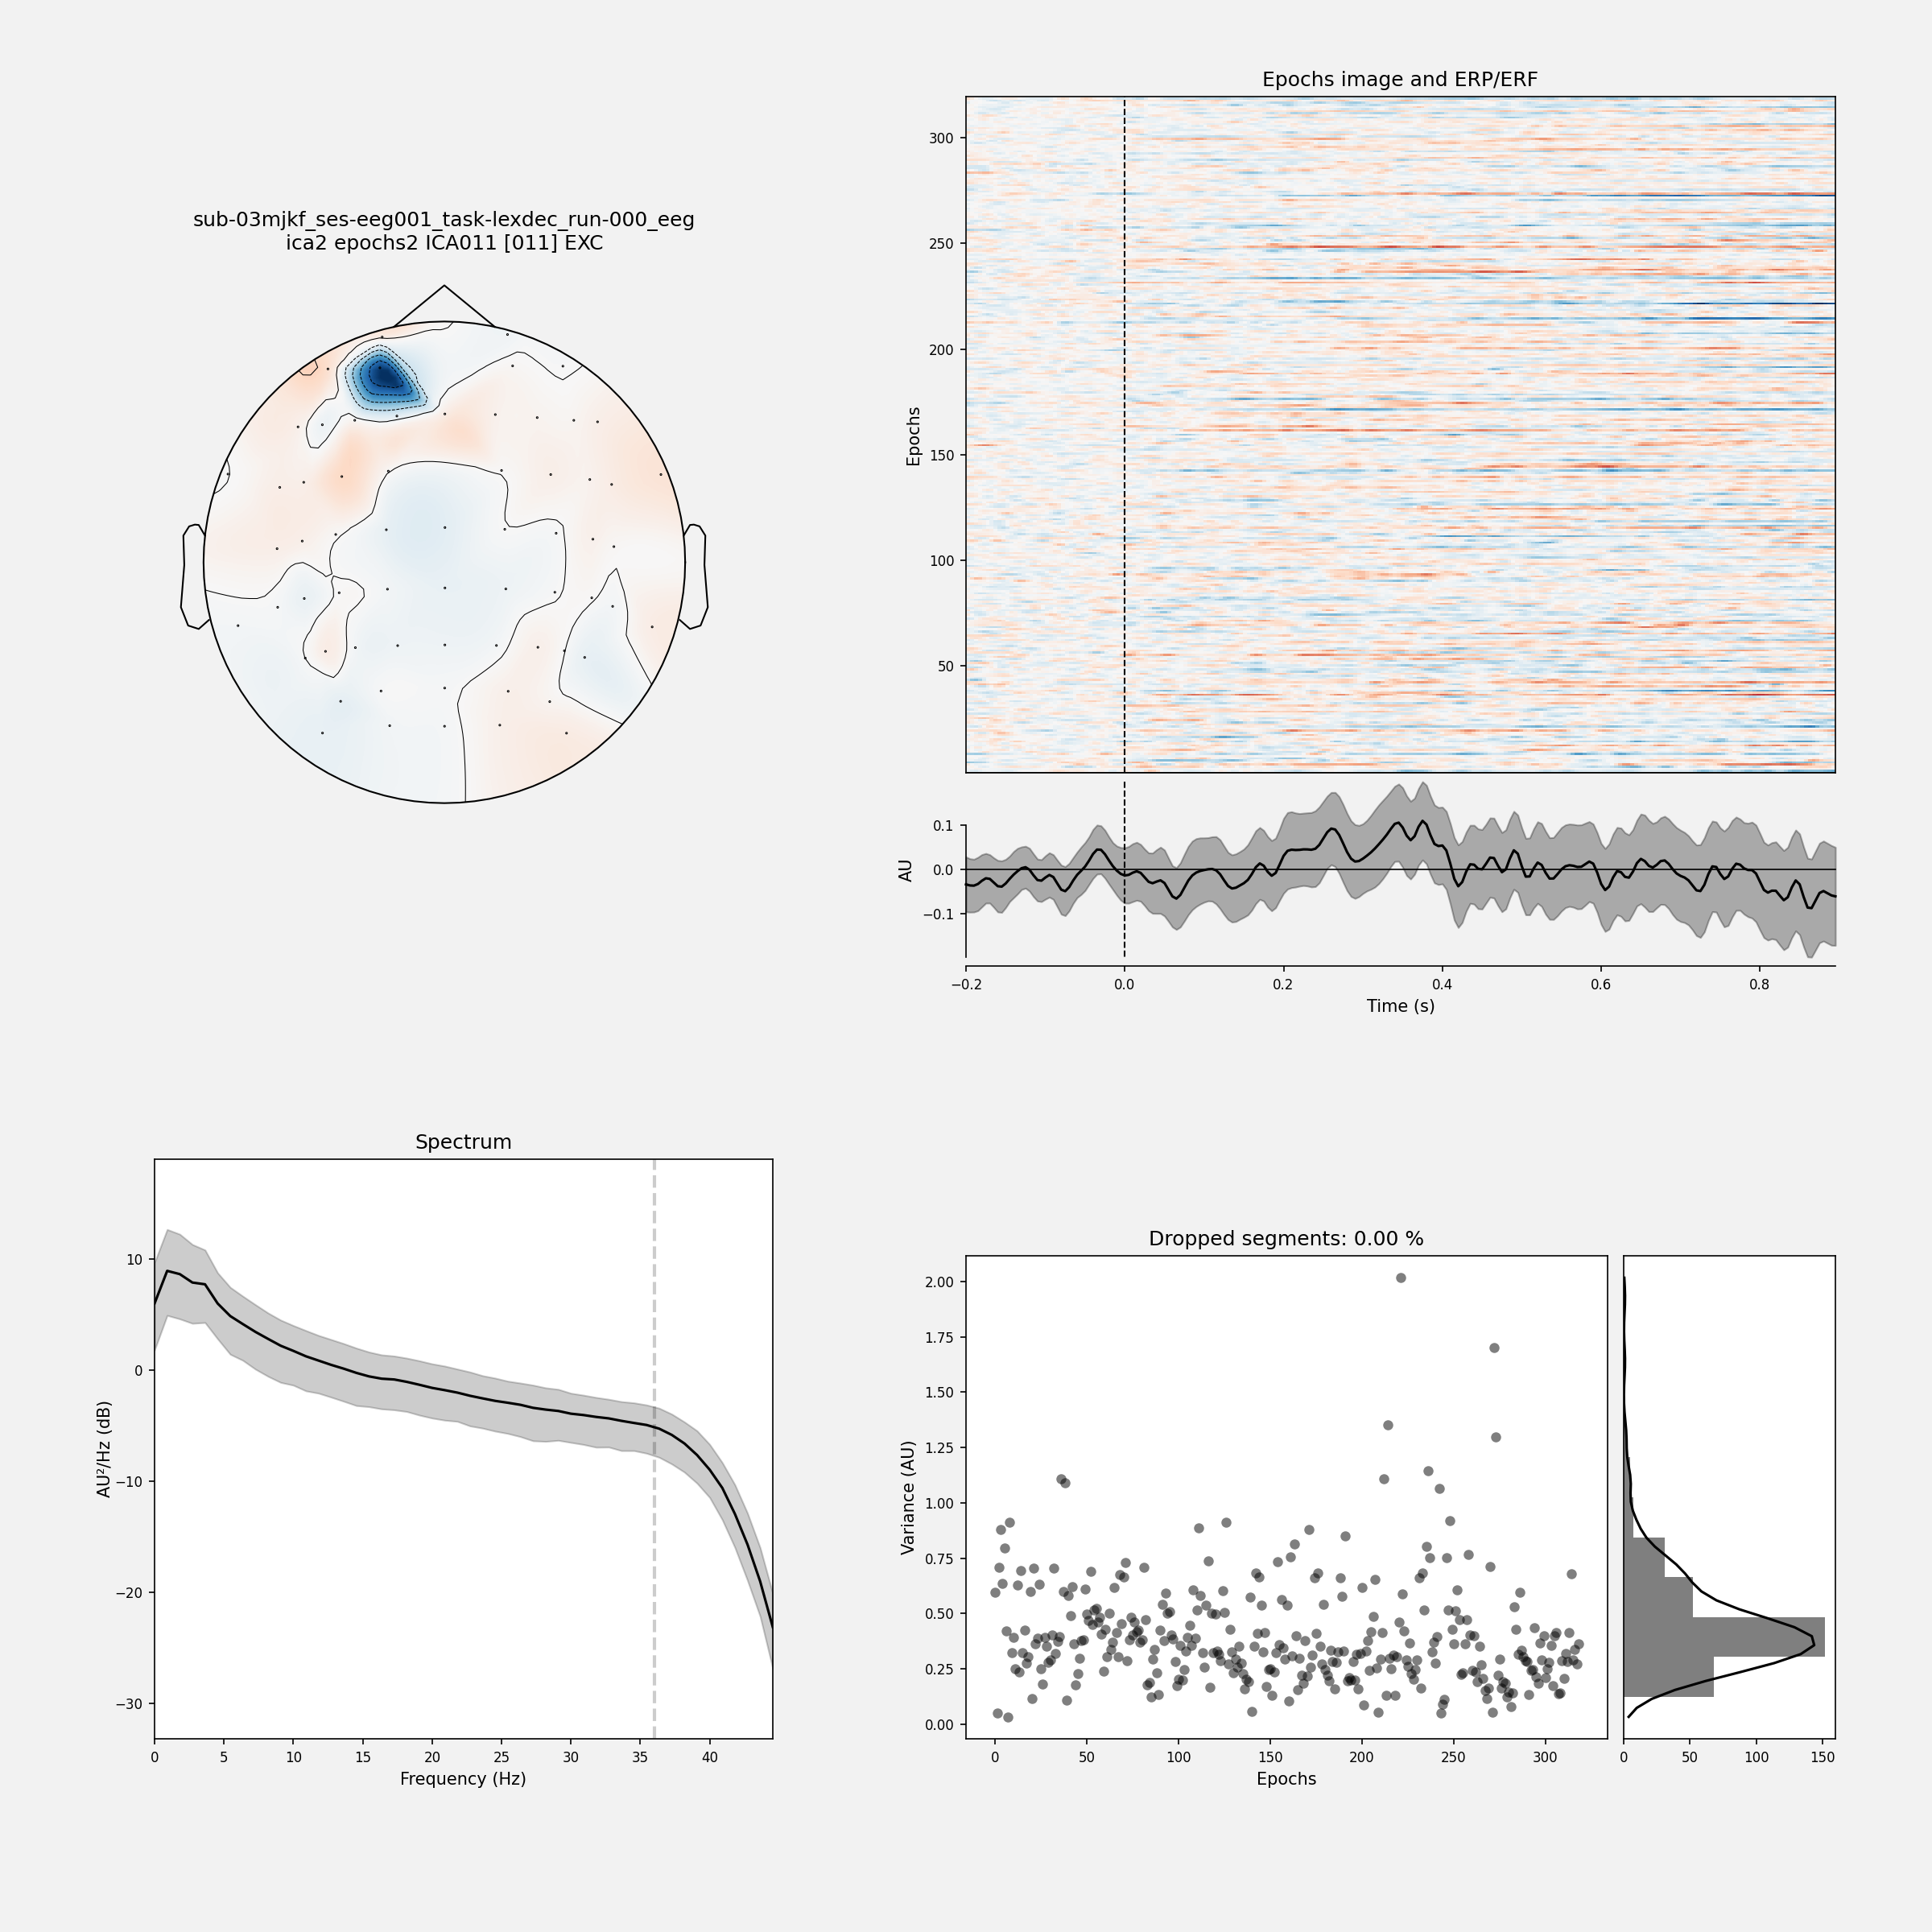 sub-03mjkf_ses-eeg001_task-lexdec_run-000_eeg
ica2 epochs2 ICA011 [011] EXC
Epochs image and ERP/ERF
300
250
200
150
100
50
Epochs
0.1
0.0
−0.1
AU
−0.2 0.0 0.2 0.4 0.6 0.8
Time (s)
Spectrum
10
0
−10
−20
−30
AU²/Hz (dB)
0 5 10 15 20 25 30 35 40
Frequency (Hz)
Dropped segments: 0.00 %
2.00
1.75
1.50
1.25
1.00
0.75
0.50
0.25
0.00
Variance (AU)
0 50 100 150 200 250 300
Epochs
0 50 100 150